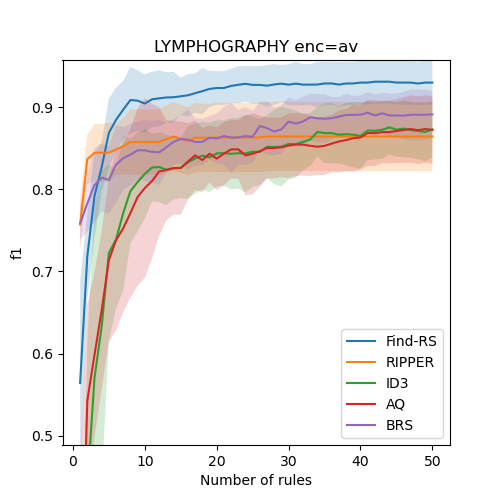 LYMPHOGRAPHY enc=av
f1
0.9
0.8
0.7
0.6
0.5
0
10
20
30
40
50
Number of rules
Find-RS
RIPPER
ID3
AQ
BRS